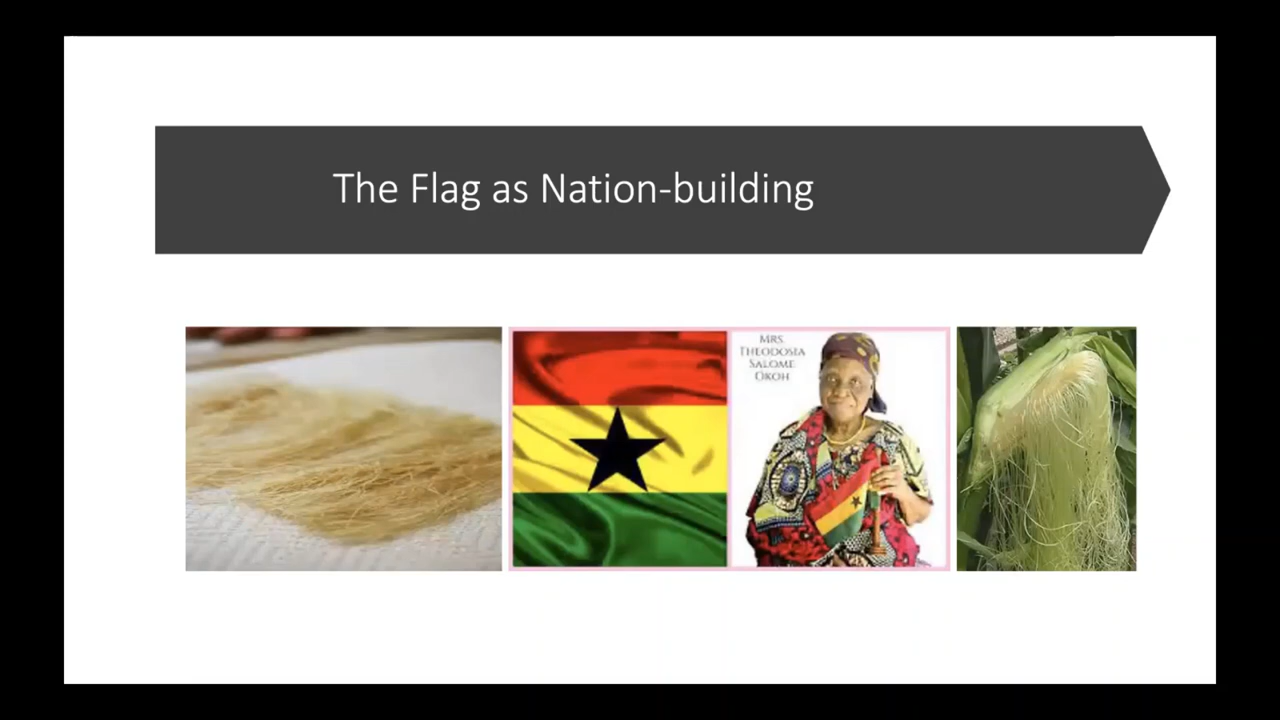 The Flag as Nation-building
MRS.
THEODOSIA
SALOME
OKOH